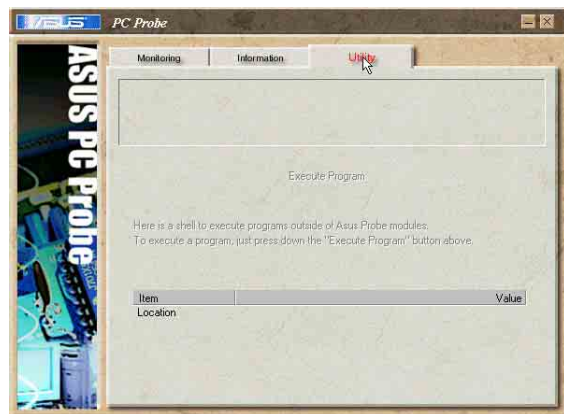 ASUS PC Probe
Monitoring Information Utility
ASUS PC Probe
Execute Program
Here is a shell to execute programs outside of Asus Probe modules.
To execute a program, just press down the "Execute Program" button above.
Item Value
Location